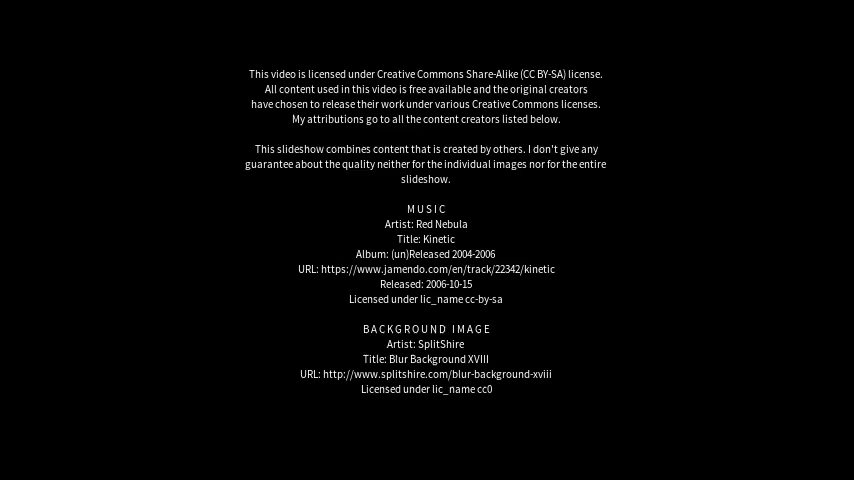 This video is licensed under Creative Commons Share-Alike (CC BY-SA) license.
All content used in this video is free available and the original creators
have chosen to release their work under various Creative Commons licenses.
My attributions go to all the content creators listed below.
This slideshow combines content that is created by others. I don't give any
guarantee about the quality neither for the individual images nor for the entire
slideshow.
MUSIC
Artist: Red Nebula
Title: Kinetic
Album: (un)Released 2004-2006
URL: https://www.jamendo.com/en/track/22342/kinetic
Released: 2006-10-15
Licensed under lic_name cc-by-sa
BACKGROUND IMAGE
Artist: SplitShire
Title: Blur Background XVIII
URL: http://www.splitshire.com/blur-background-xviii
Licensed under lic_name cc0